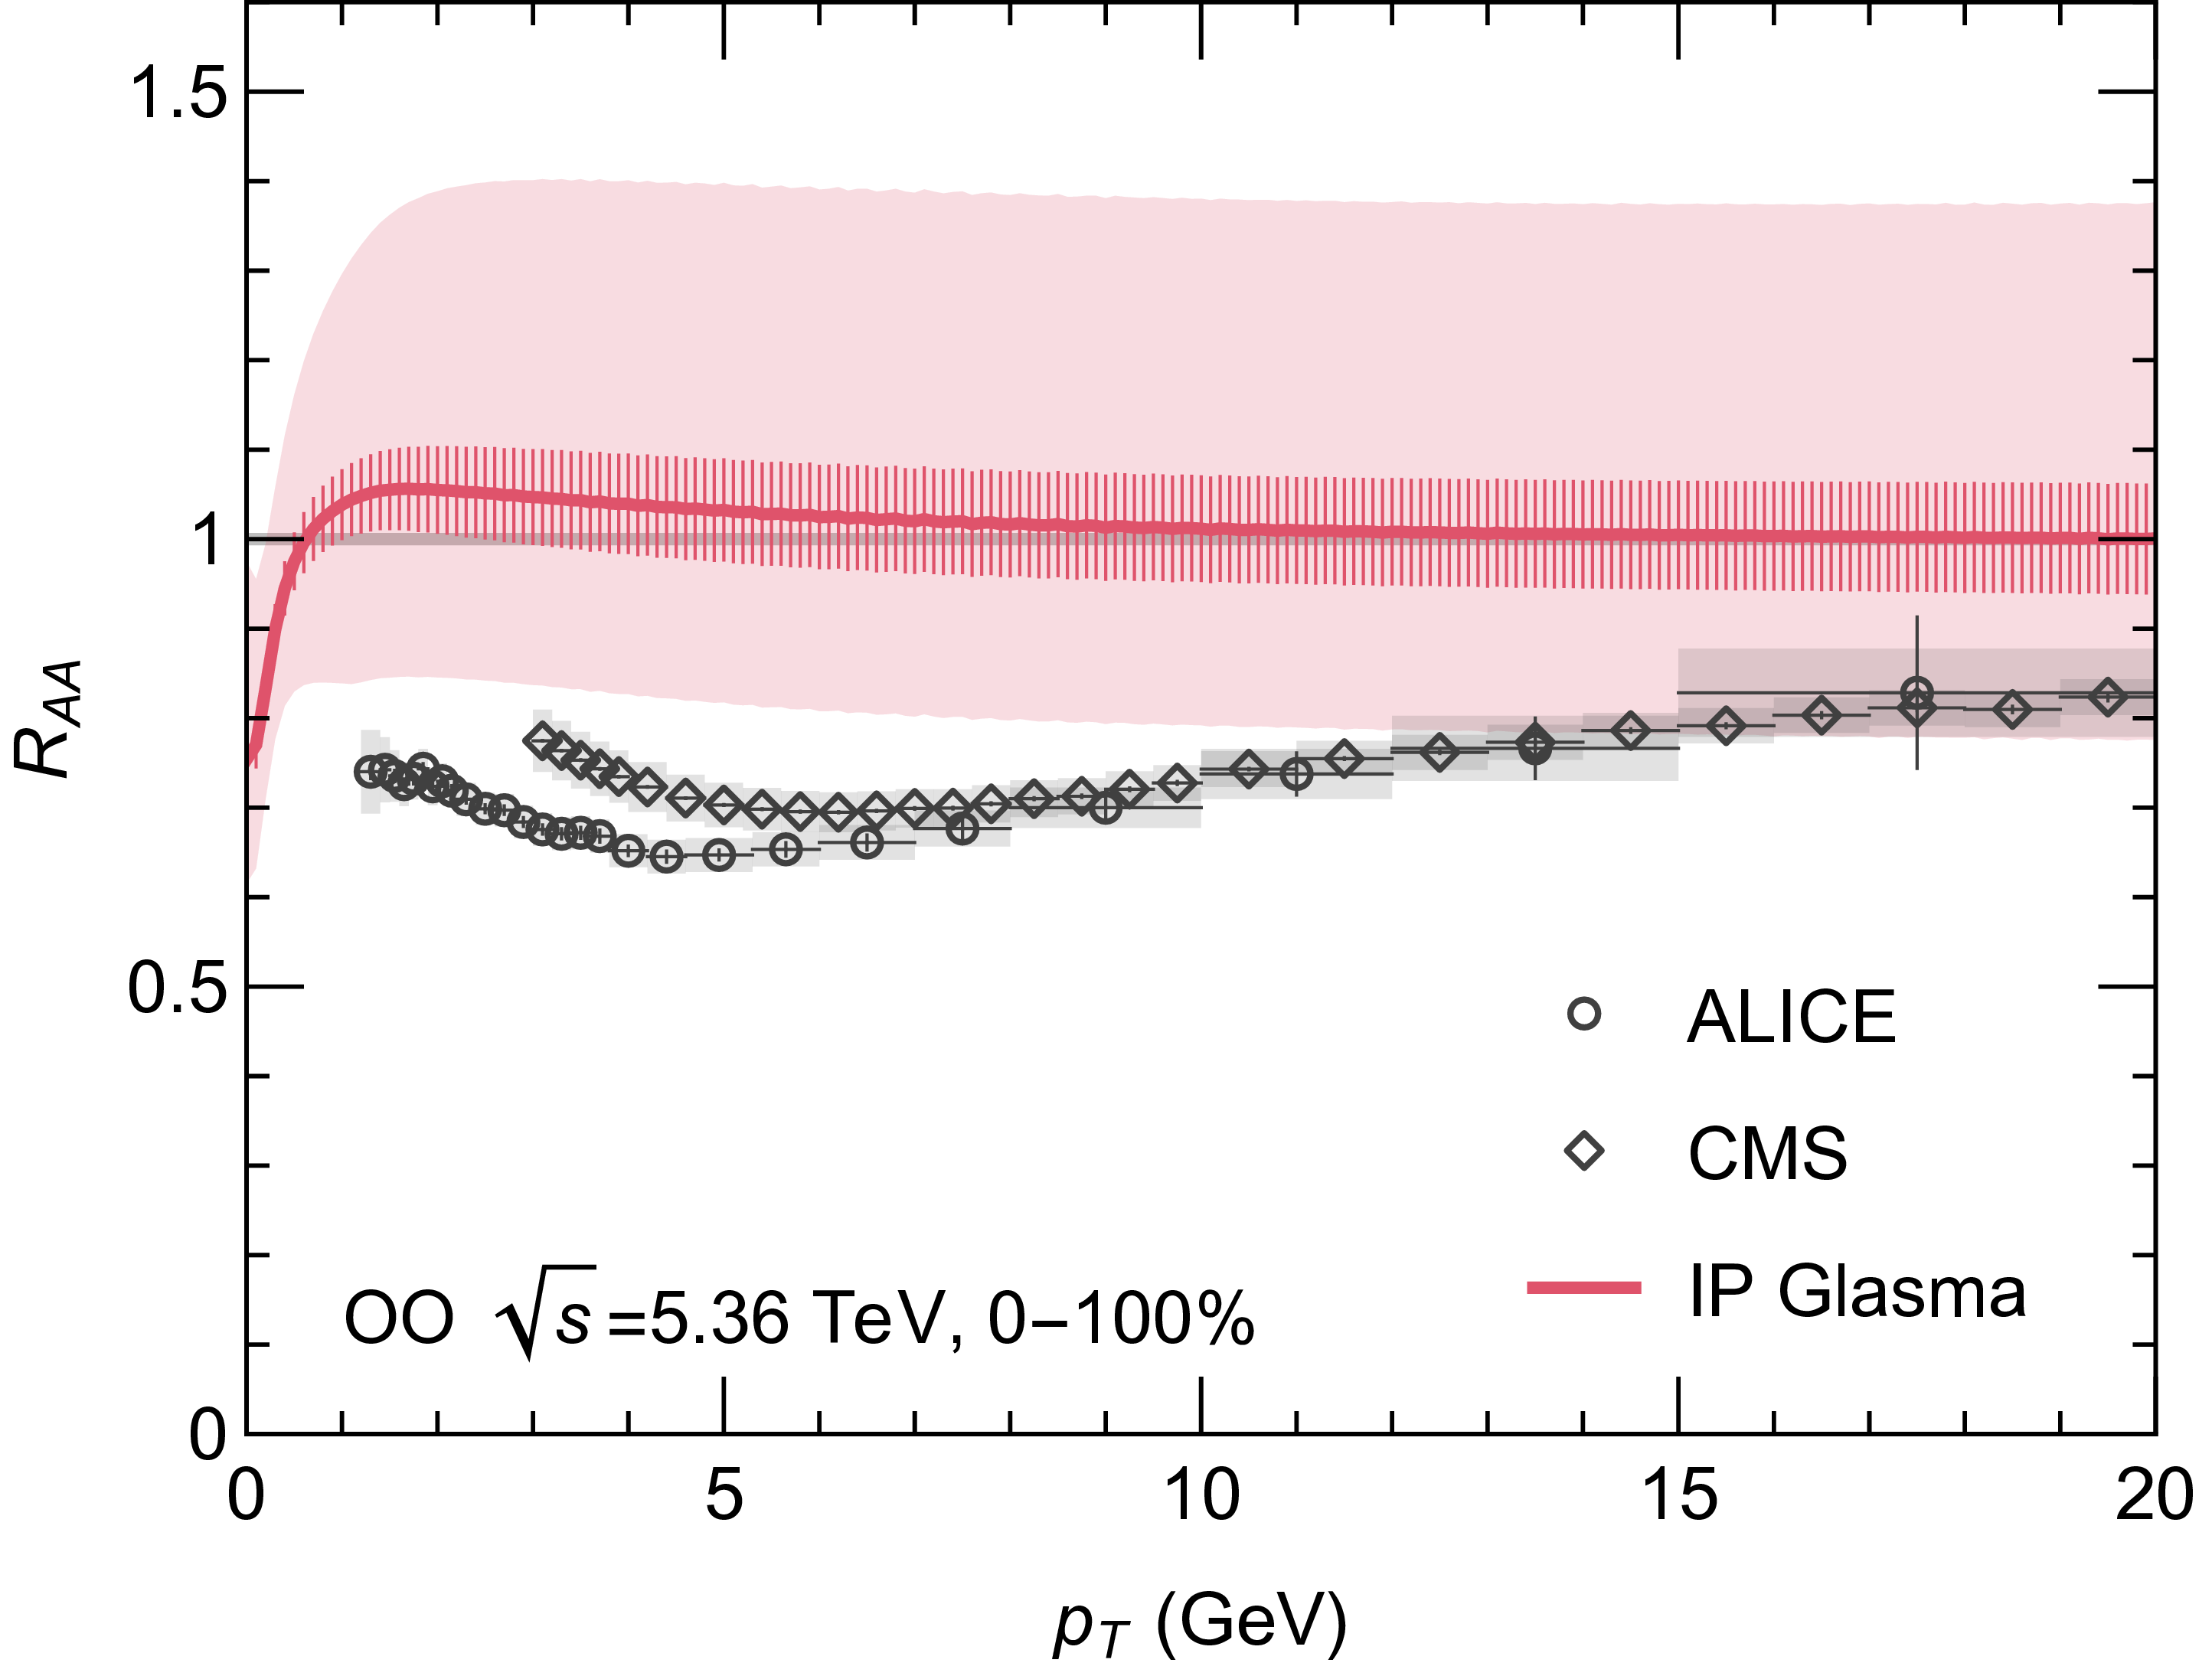 1.5
1
0.5
0
R_AA
ALICE
CMS
IP Glasma
OO √s=5.36 TeV, 0–100%
0 5 10 15 20
p_T (GeV)